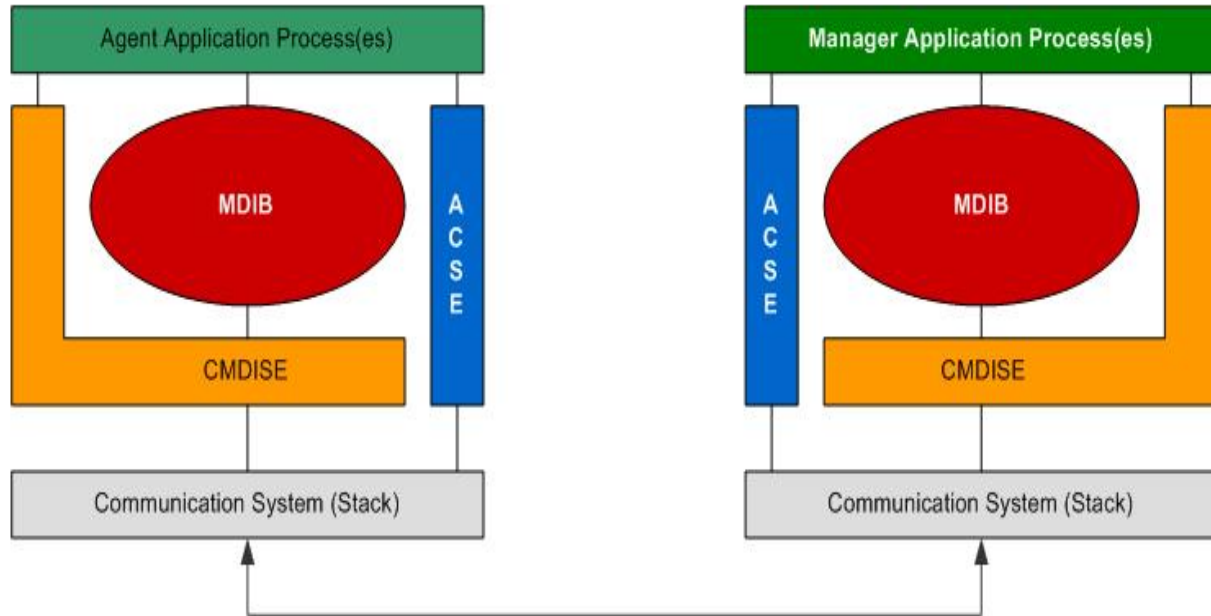 Agent Application Process(es)
Manager Application Process(es)
MDIB
A
C
S
E
CMDISE
A
C
S
E
MDIB
CMDISE
Communication System (Stack)
Communication System (Stack)